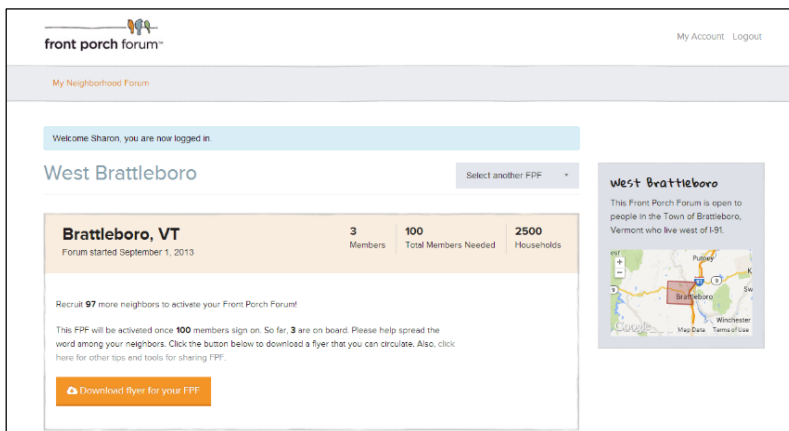 front porch forum™
My Account Logout
My Neighborhood Forum
Welcome Sharon, you are now logged in.
West Brattleboro
Select another FPF
Brattleboro, VT
Forum started September 1, 2013
3
Members
100
Total Members Needed
2500
Households
Recruit 97 more neighbors to activate your Front Porch Forum!
This FPF will be activated once 100 members sign on. So far, 3 are on board. Please help spread the
word among your neighbors. Click the button below to download a flyer that you can circulate. Also, click
here for other tips and tools for sharing FPF.
Download flyer for your FPF
West Brattleboro
This Front Porch Forum is open to
people in the Town of Brattleboro,
Vermont who live west of I-91.
+
−
Putney
9
9
Brattleboro
Winchester
Google
Map Data Terms of Use